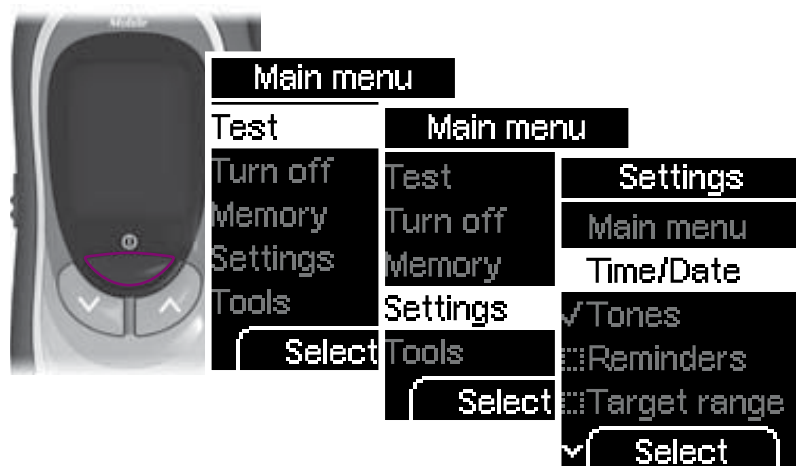 Mobile
Main menu
Test
Turn off
Memory
Settings
Tools
Select
Main menu
Test
Turn off
Memory
Settings
Tools
Select
Settings
Main menu
Time/Date
Tones
Reminders
Target range
Select